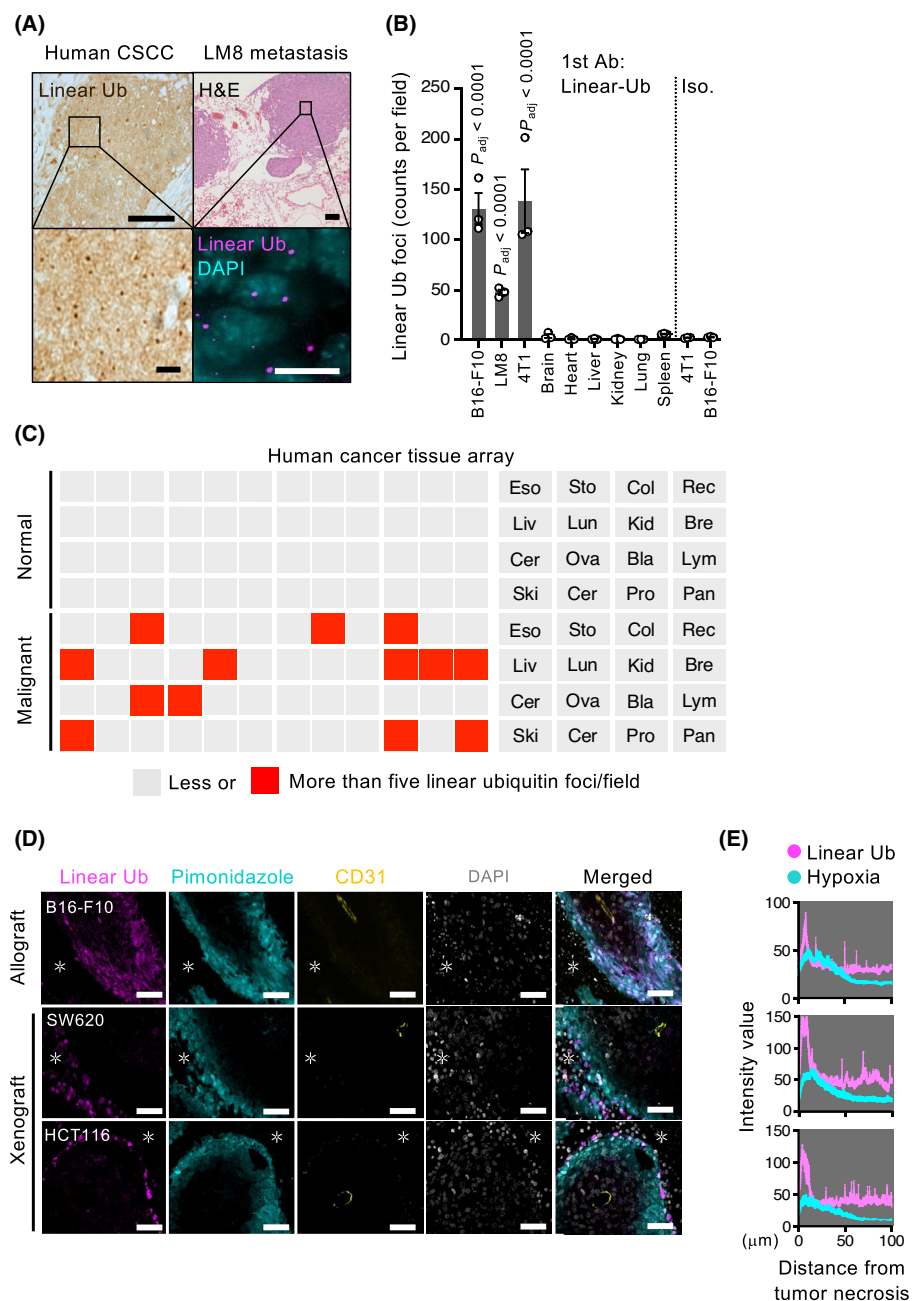 (A)
Human CSCC
LM8 metastasis
Linear Ub
H&E
Linear Ub
DAPI
(B)
1st Ab:
Linear-Ub
Iso.
Linear Ub foci (counts per field)
250
200
150
100
50
0
P adj < 0.0001
P adj < 0.0001
P adj < 0.0001
B16-F10
LM8
4T1
Brain
Heart
Liver
Kidney
Lung
Spleen
4T1
B16-F10
(C)
Human cancer tissue array
Normal
Eso Sto Col Rec
Liv Lun Kid Bre
Cer Ova Bla Lym
Ski Cer Pro Pan
Malignant
Eso Sto Col Rec
Liv Lun Kid Bre
Cer Ova Bla Lym
Ski Cer Pro Pan
Less or
More than five linear ubiquitin foci/field
(D)
Linear Ub Pimonidazole CD31 DAPI Merged
Allograft
B16-F10
* * * * *
Xenograft
SW620
* * * * *
HCT116
* * * * *
(E)
Linear Ub
Hypoxia
Intensity value
100
50
0
150
100
50
0
150
100
50
0
(μm) 0 50 100
Distance from
tumor necrosis